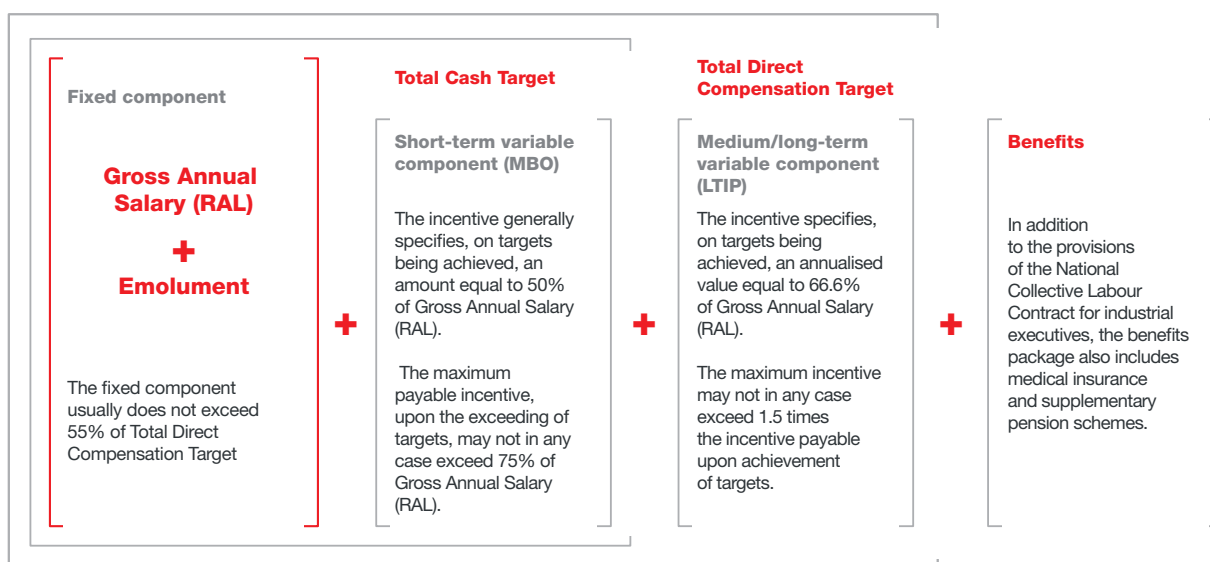 Fixed component
Gross Annual
Salary (RAL)
+
Emolument
The fixed component
usually does not exceed
55% of Total Direct
Compensation Target
+
Total Cash Target
Short-term variable
component (MBO)
The incentive generally
specifies, on targets
being achieved, an
amount equal to 50%
of Gross Annual Salary
(RAL).
The maximum
payable incentive,
upon the exceeding of
targets, may not in any
case exceed 75% of
Gross Annual Salary
(RAL).
+
Total Direct
Compensation Target
Medium/long-term
variable component
(LTIP)
The incentive specifies,
on targets being
achieved, an annualised
value equal to 66.6%
of Gross Annual Salary
(RAL).
The maximum incentive
may not in any case
exceed 1.5 times
the incentive payable
upon achievement
of targets.
+
Benefits
In addition
to the provisions
of the National
Collective Labour
Contract for industrial
executives, the benefits
package also includes
medical insurance
and supplementary
pension schemes.